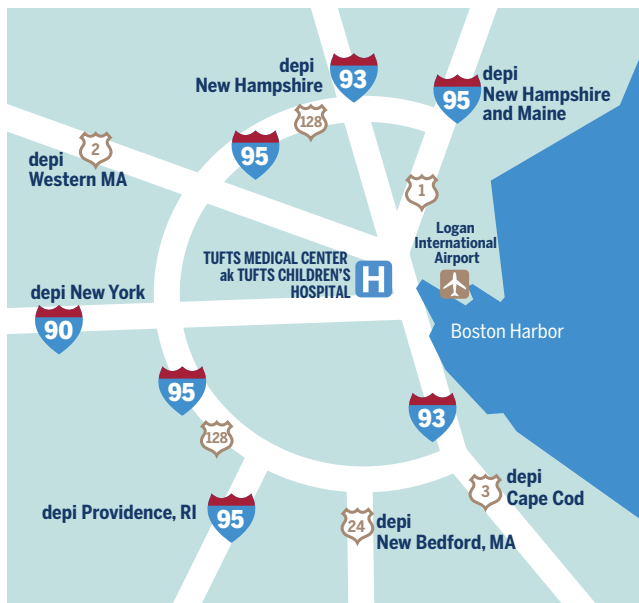 depi
New Hampshire
93
95
depi
New Hampshire
and Maine
128
95
2
depi
Western MA
1
Logan
International
Airport
TUFTS MEDICAL CENTER
ak TUFTS CHILDREN'S
HOSPITAL
H
depi New York
90
Boston Harbor
95
93
128
depi
Cape Cod
3
depi Providence, RI
95
24
depi
New Bedford, MA